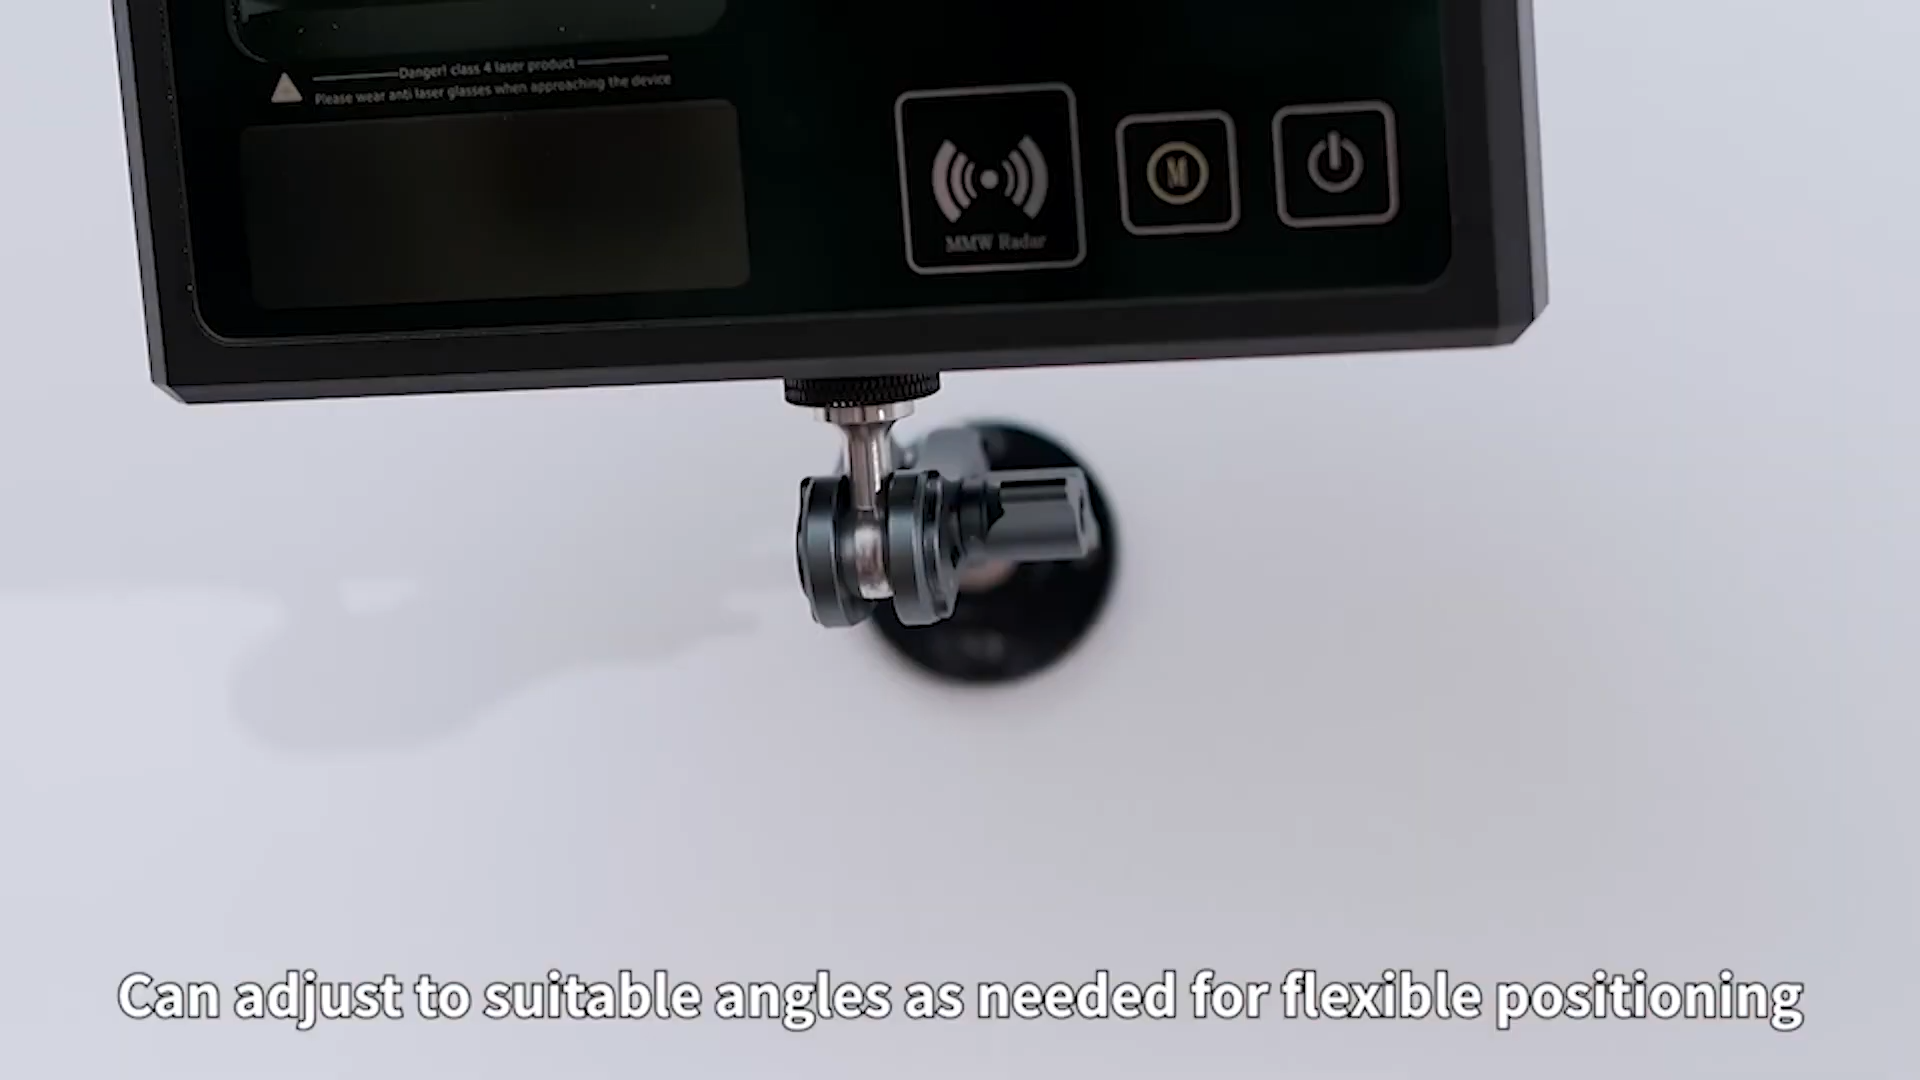 Danger! class 4 laser product
Please wear anti laser glasses when approaching the device
MMW Radar
M
Can adjust to suitable angles as needed for flexible positioning